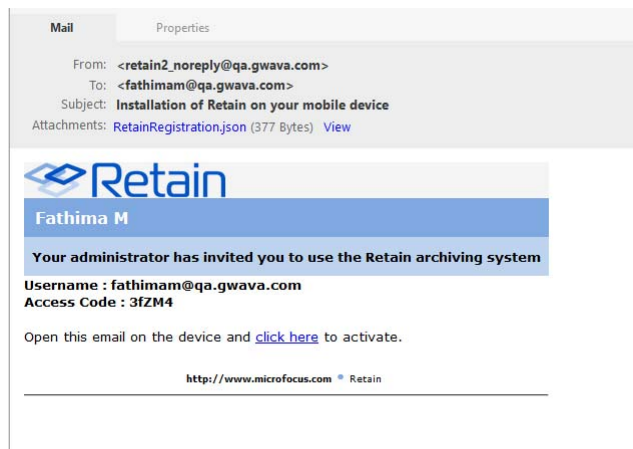 Mail Properties
From: <retain2_noreply@qa.gwava.com>
To: <fathimam@qa.gwava.com>
Subject: Installation of Retain on your mobile device
Attachments: RetainRegistration.json (377 Bytes) View
Retain
Fathima M
Your administrator has invited you to use the Retain archiving system
Username : fathimam@qa.gwava.com
Access Code : 3fZM4
Open this email on the device and click here to activate.
http://www.microfocus.com • Retain